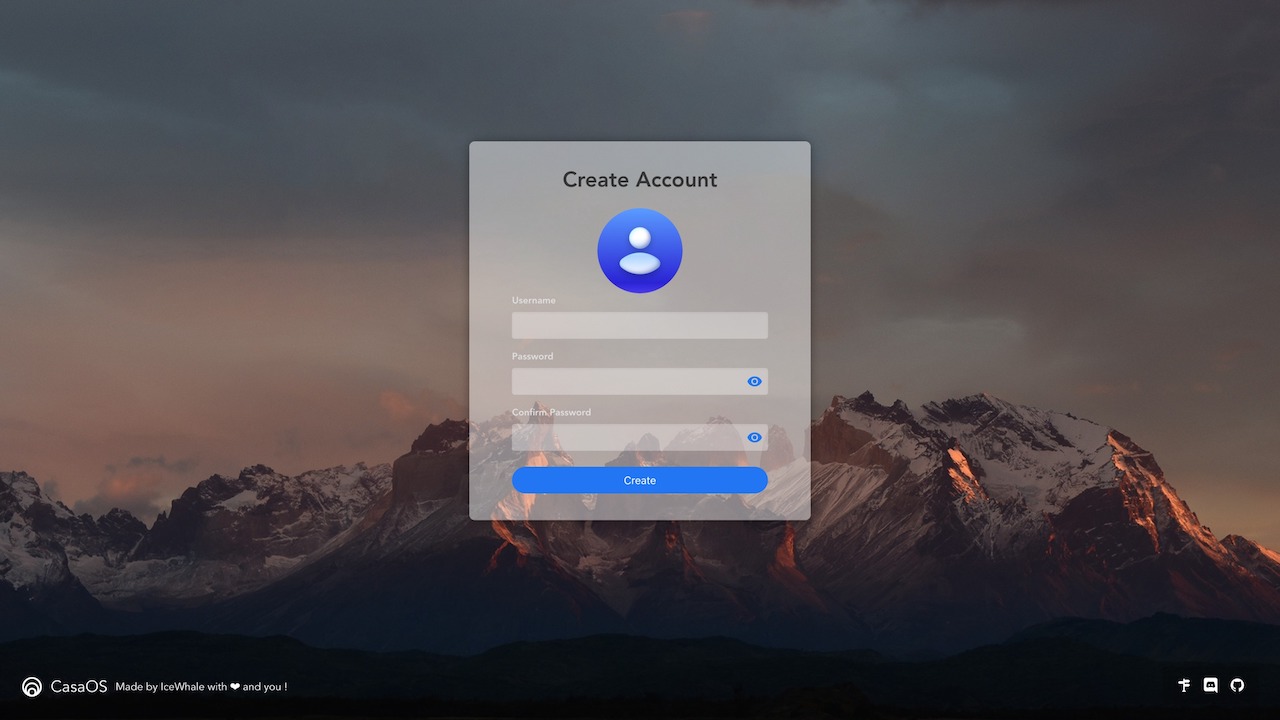 Create Account
Username
Password
Confirm Password
Create
CasaOS Made by IceWhale with ❤ and you !